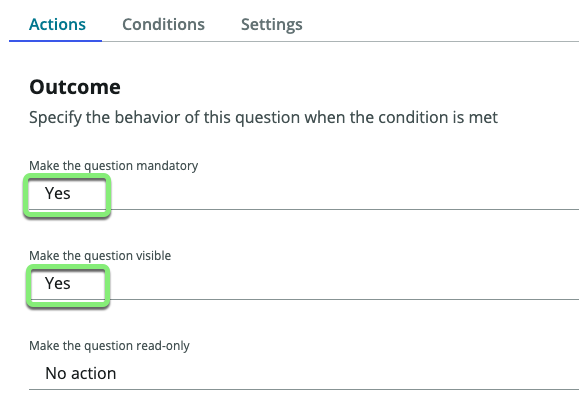 Actions Conditions Settings
Outcome
Specify the behavior of this question when the condition is met
Make the question mandatory
Yes
Make the question visible
Yes
Make the question read-only
No action